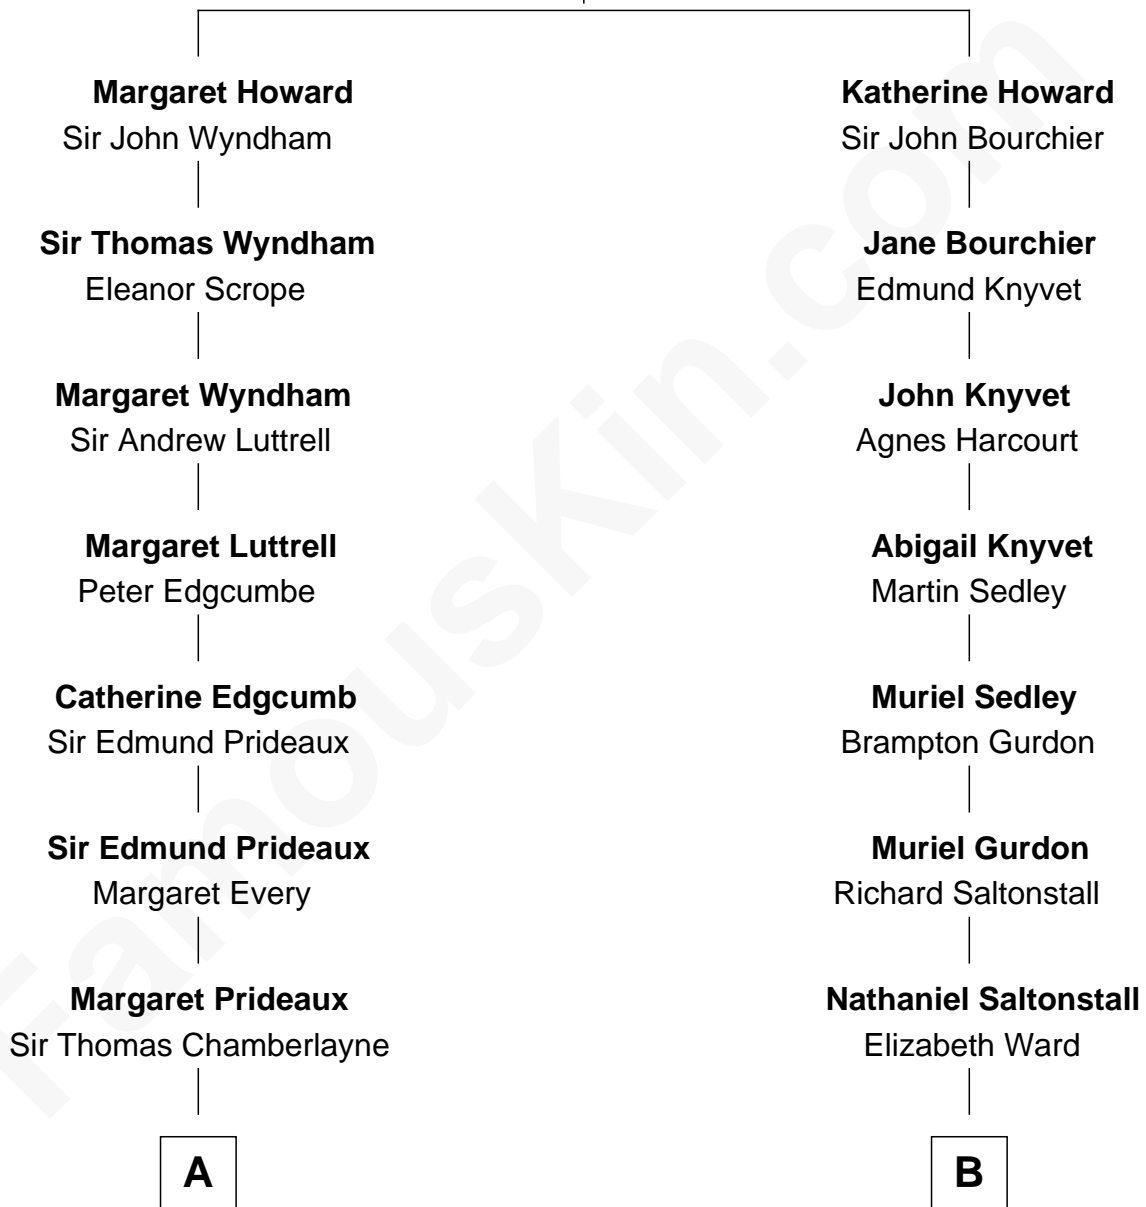 Margaret Howard
Sir John Wyndham
Sir Thomas Wyndham
Eleanor Scrope
Margaret Wyndham
Sir Andrew Luttrell
Margaret Luttrell
Peter Edgcumbe
Catherine Edgcumb
Sir Edmund Prideaux
Sir Edmund Prideaux
Margaret Every
Margaret Prideaux
Sir Thomas Chamberlayne
A
Katherine Howard
Sir John Bourchier
Jane Bourchier
Edmund Knyvet
John Knyvet
Agnes Harcourt
Abigail Knyvet
Martin Sedley
Muriel Sedley
Brampton Gurdon
Muriel Gurdon
Richard Saltonstall
Nathaniel Saltonstall
Elizabeth Ward
B
FamousKin.com